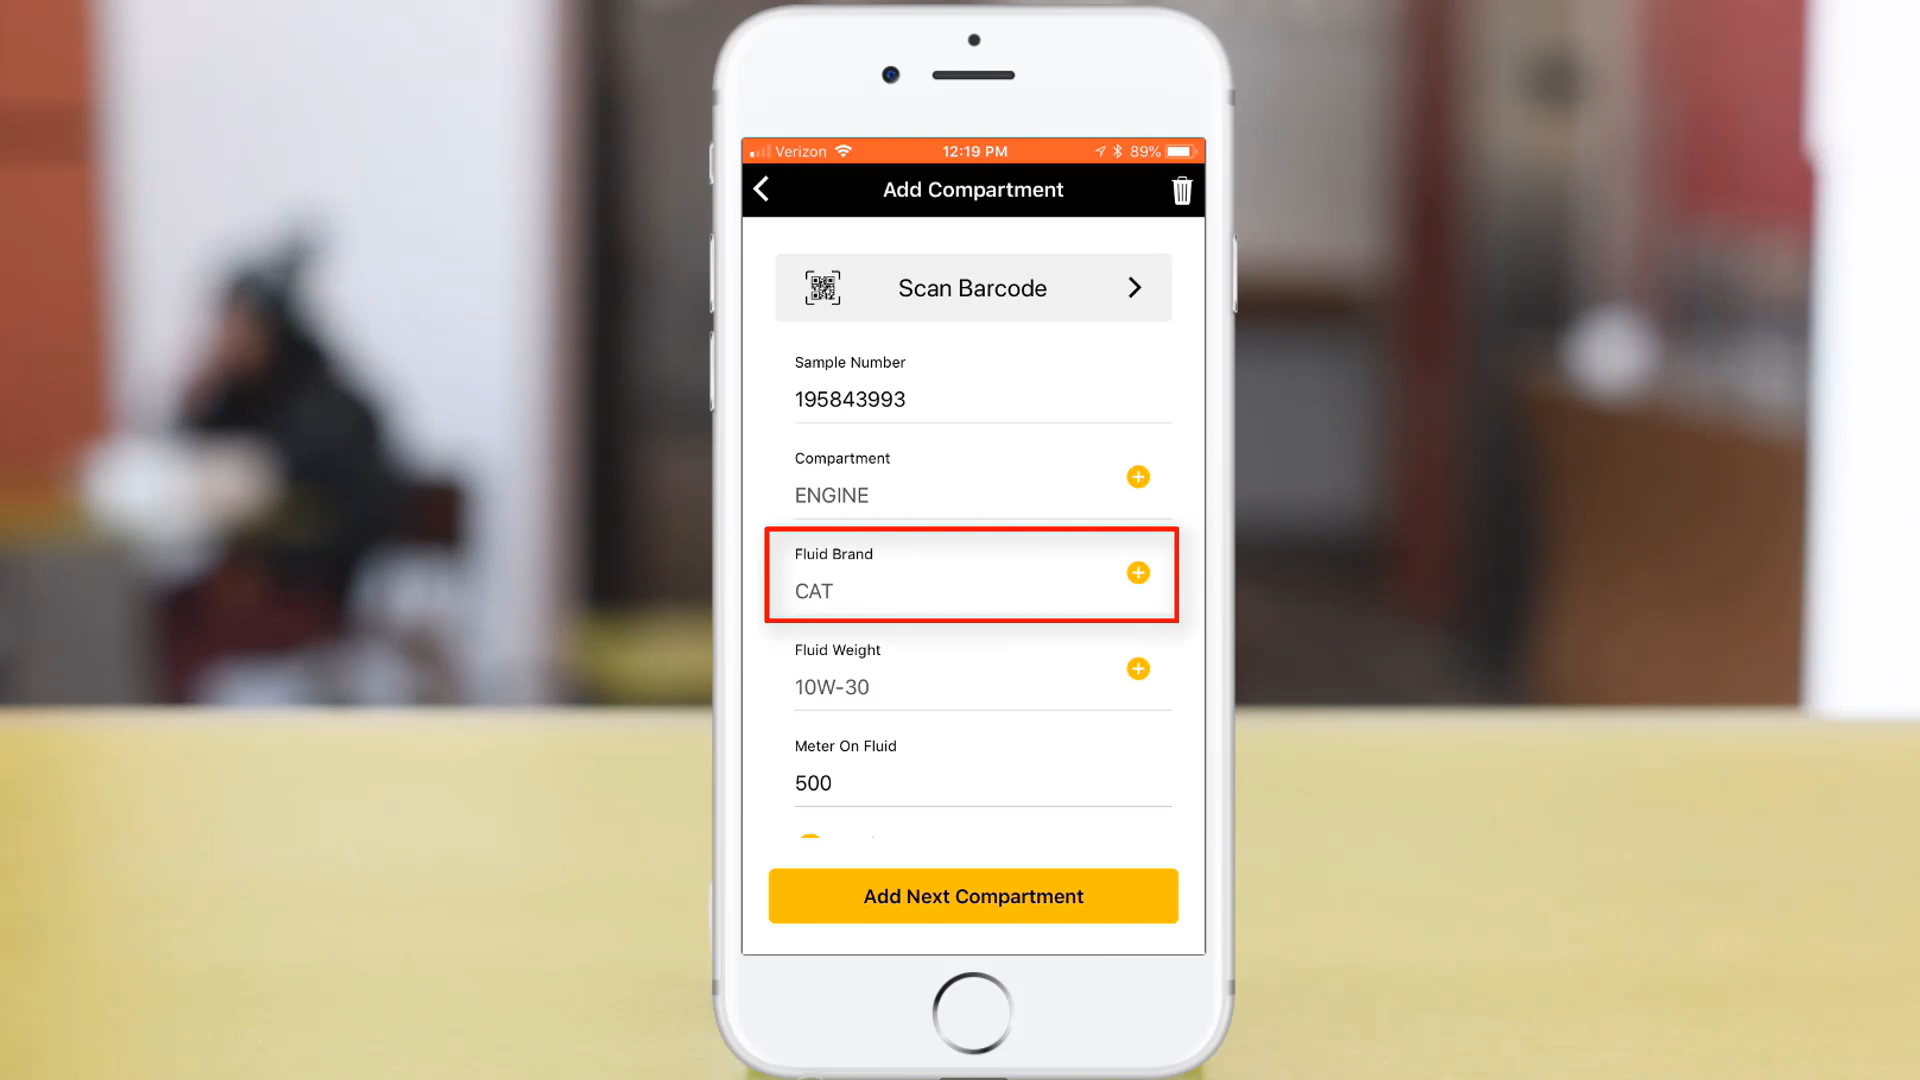 Verizon 12:19 PM 89%
Add Compartment
Scan Barcode
Sample Number
195843993
Compartment
ENGINE
Fluid Brand
CAT
Fluid Weight
10W-30
Meter On Fluid
500
Add Next Compartment